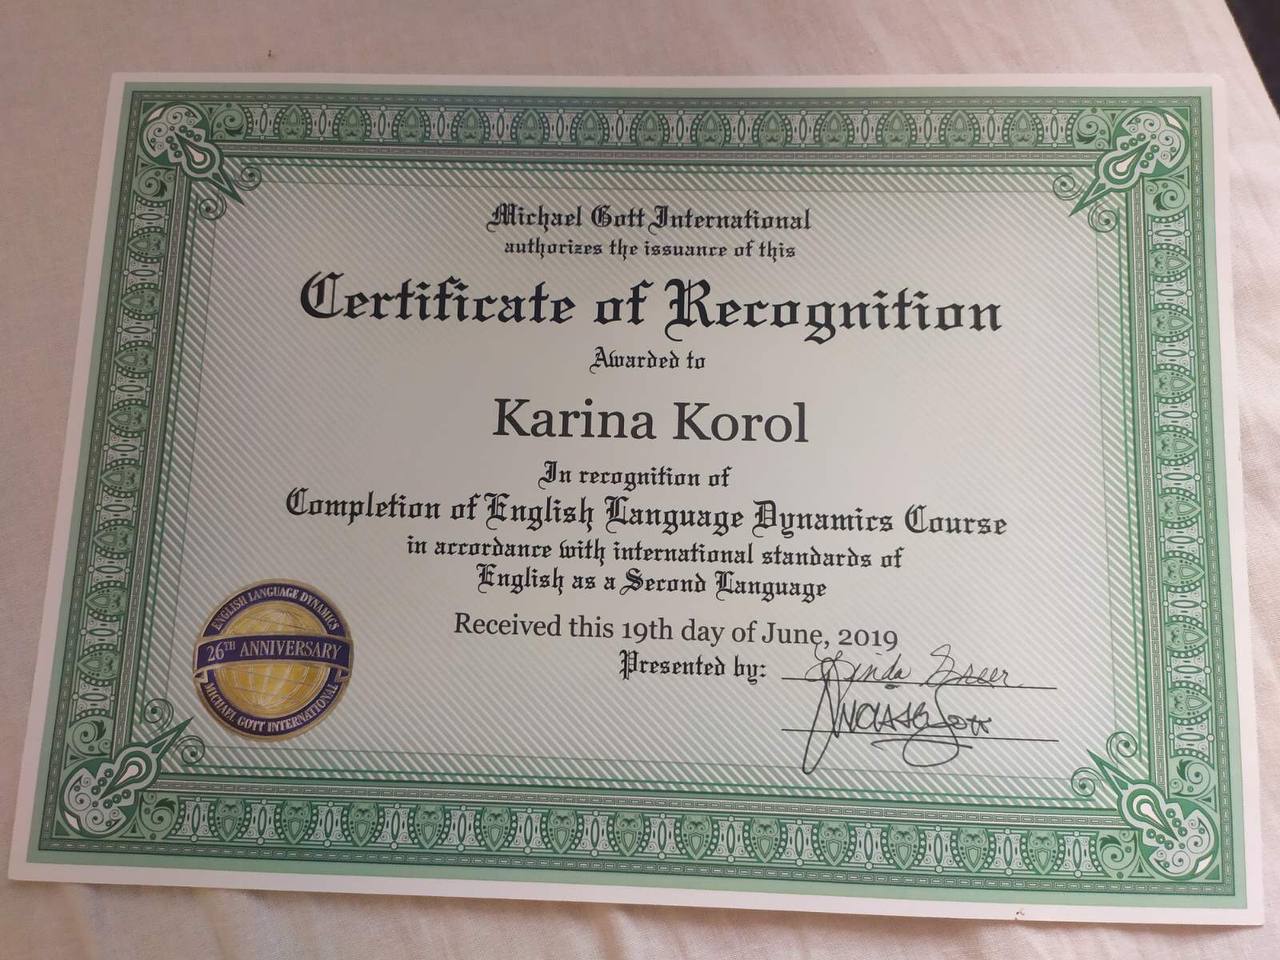 Michael Gott International
authorizes the issuance of this
Certificate of Recognition
Awarded to
Karina Korol
In recognition of
Completion of English Language Dynamics Course
in accordance with international standards of
English as a Second Language
Received this 19th day of June, 2019
Presented by:
ENGLISH LANGUAGE DYNAMICS
26TH ANNIVERSARY
MICHAEL GOTT INTERNATIONAL